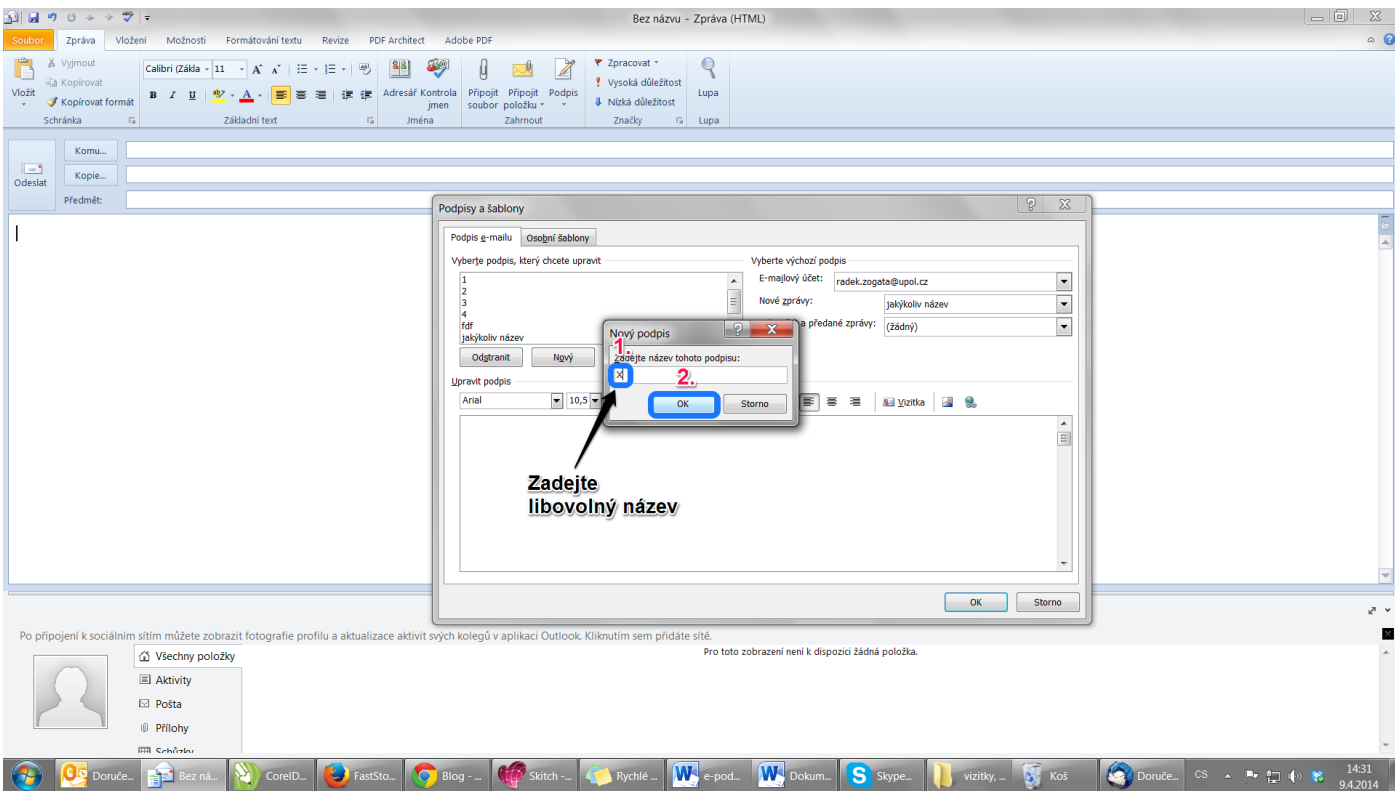 Bez názvu - Zpráva (HTML)
Soubor Zpráva Vložení Možnosti Formátování textu Revize PDF Architect Adobe PDF
Vložit
Vyjmout
Kopírovat
Kopírovat formát
Schránka
Calibri (Zákla 11
B I U
Základní text
Adresář Kontrola
jmen
Jména
Připojit Připojit Podpis
soubor položku
Zahrnout
Zpracovat
Vysoká důležitost
Nízká důležitost
Značky
Lupa
Lupa
Odeslat
Komu...
Kopie...
Předmět:
Podpisy a šablony
Podpis e-mailu Osobní šablony
Vyberte podpis, který chcete upravit
1
2
3
4
fdf
jakýkoliv název
Odstranit Nový
Vyberte výchozí podpis
E-mailový účet: radek.zogata@upol.cz
Nové zprávy: jakýkoliv název
a předané zprávy: (žádný)
Nový podpis
1.
Zadejte název tohoto podpisu:
X
2.
OK Storno
Upravit podpis
Arial 10,5
Vizitka
Zadejte
libovolný název
OK Storno
Po připojení k sociálním sítím můžete zobrazit fotografie profilu a aktualizace aktivit svých kolegů v aplikaci Outlook. Kliknutím sem přidáte sítě.
Pro toto zobrazení není k dispozici žádná položka.
Všechny položky
Aktivity
Pošta
Přílohy
Schůzky
Doruče... Bez ná... CorelD... FastSto... Blog - ... Skitch -... Rychlé ... e-pod... Dokum... Skype... vizitky, ... Koš Doruče... CS 14:31
9.4.2014